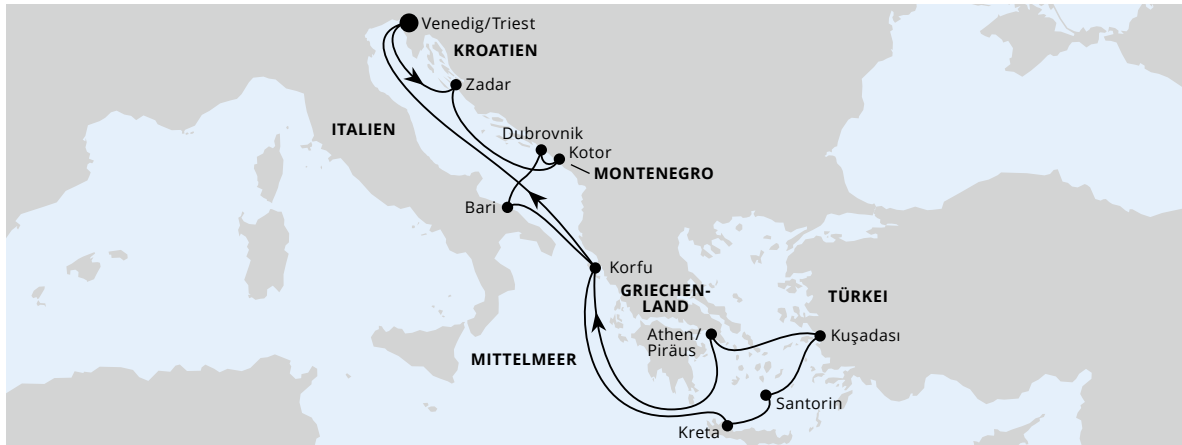 Venedig/Triest
KROATIEN
Zadar
ITALIEN
Dubrovnik
Kotor
MONTENEGRO
Bari
Korfu
GRIECHEN-
LAND
TÜRKEI
Athen/
Piräus
Kuşadası
MITTELMEER
Santorin
Kreta